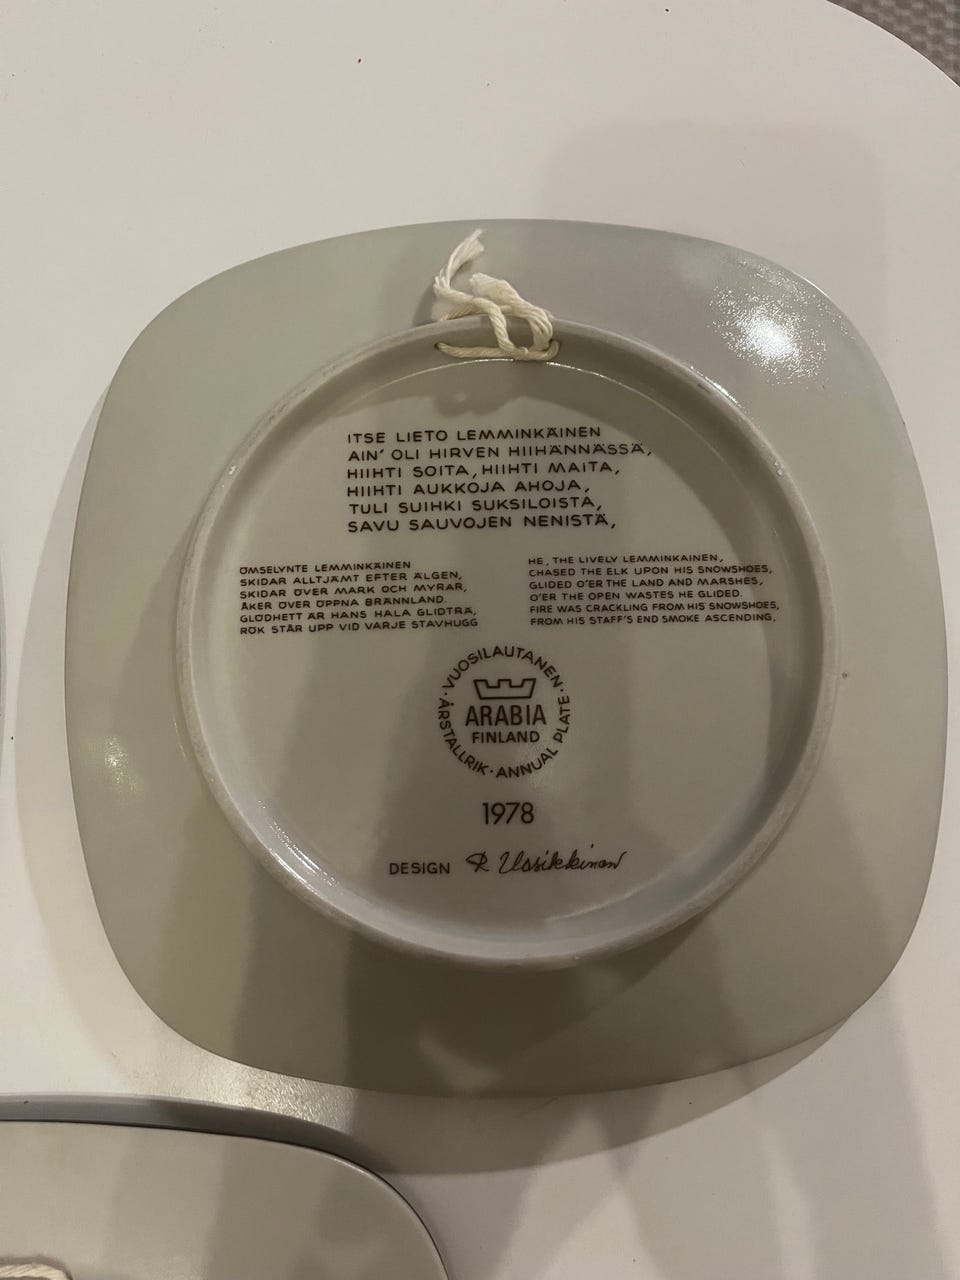 ITSE LIETO LEMMINKÄINEN
AIN' OLI HIRVEN HIIHÄNNÄSSÄ,
HIIHTI SOITA, HIIHTI MAITA,
HIIHTI AUKKOJA AHOJA,
TULI SUIHKI SUKSILOISTA,
SAVU SAUVOJEN NENISTÄ,
ÖMSELYNTE LEMMINKÄINEN
SKIDAR ALLTJÄMT EFTER ÄLGEN,
SKIDAR ÖVER MARK OCH MYRAR,
ÅKER ÖVER ÖPPNA BRÄNNLAND.
GLÖDHETT ÄR HANS HALA GLIDTRÄ,
RÖK STÅR UPP VID VARJE STAVHUGG
HE, THE LIVELY LEMMINKAINEN,
CHASED THE ELK UPON HIS SNOWSHOES,
GLIDED O'ER THE LAND AND MARSHES,
O'ER THE OPEN WASTES HE GLIDED.
FIRE WAS CRACKLING FROM HIS SNOWSHOES,
FROM HIS STAFF'S END SMOKE ASCENDING.
VUOSILAUTANEN · ANNUAL PLATE · ÅRSTALLRIK ·
ARABIA
FINLAND
1978
DESIGN R Uosikkinen